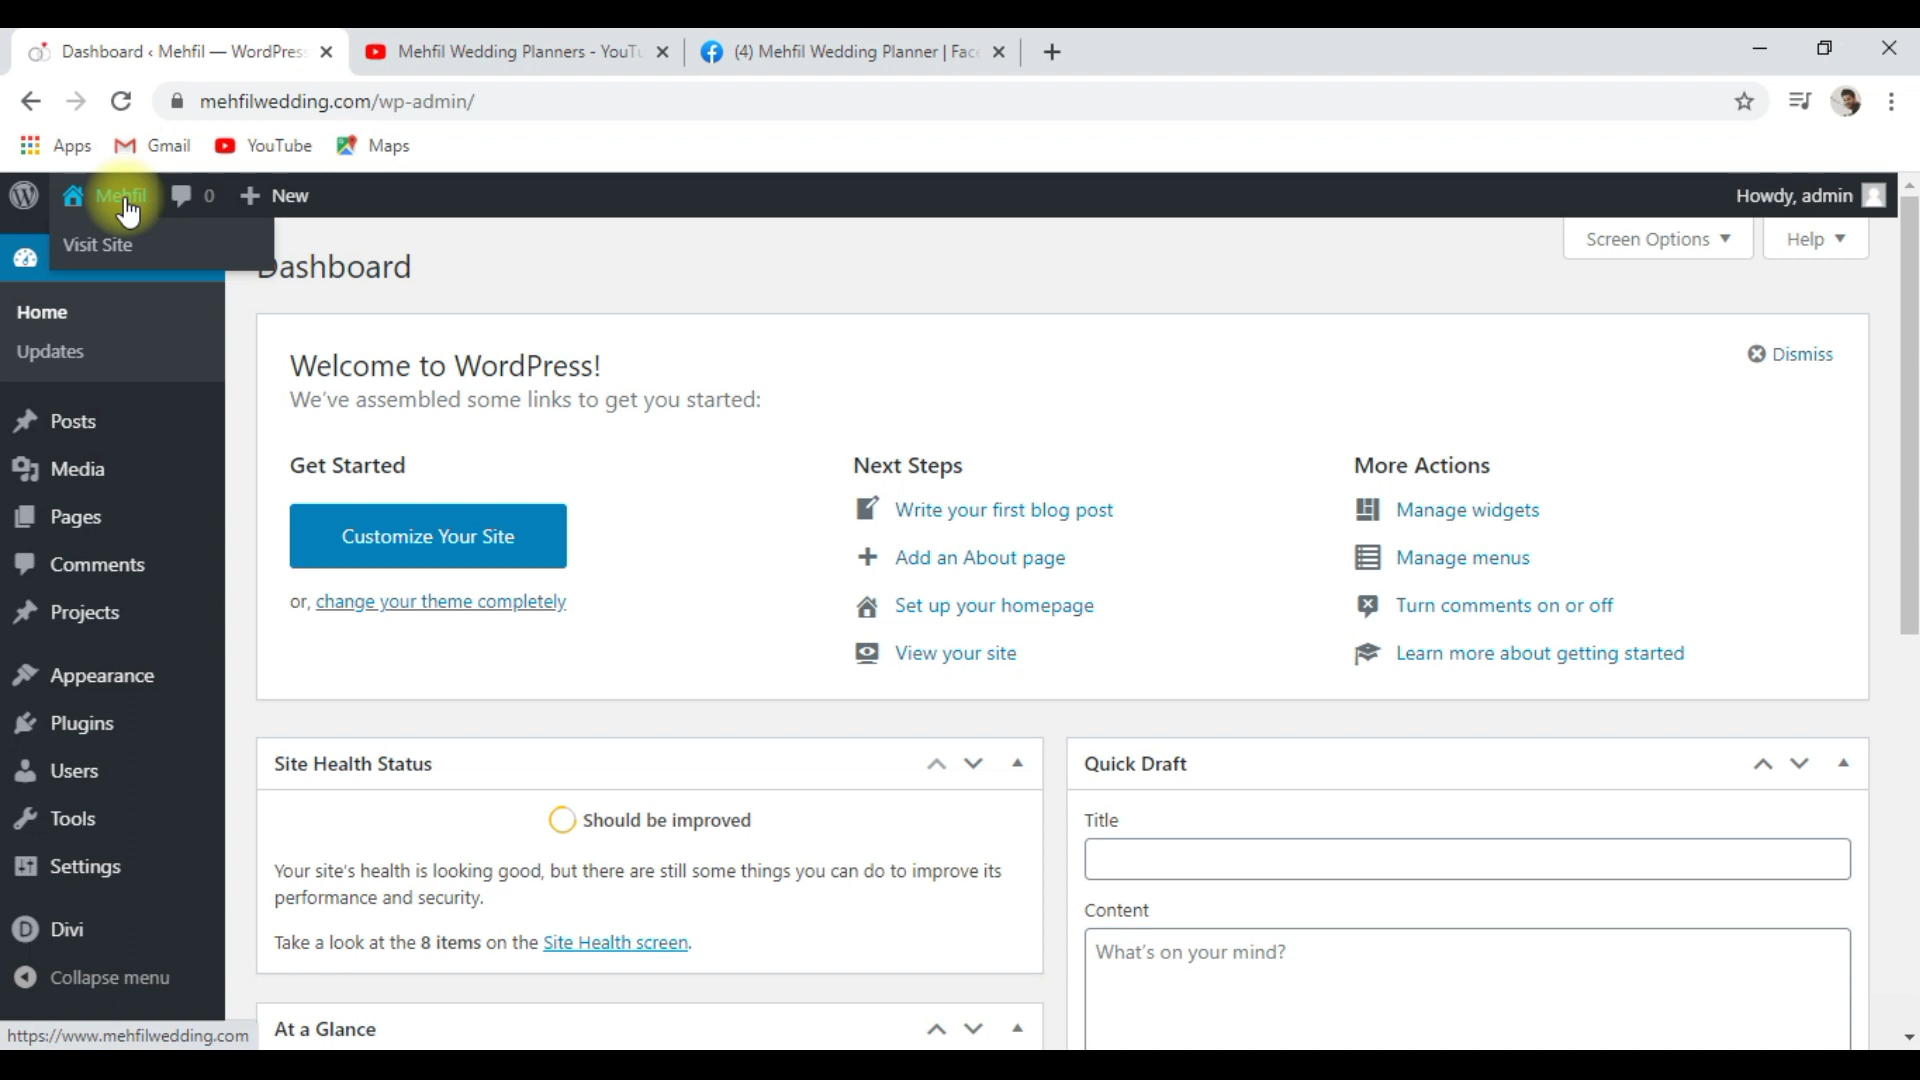 Dashboard ‹ Mehfil — WordPres
Mehfil Wedding Planners - YouTu
(4) Mehfil Wedding Planner | Fac
mehfilwedding.com/wp-admin/
Apps
Gmail
YouTube
Maps
Mehfil
0
New
Howdy, admin
Visit Site
Screen Options
Help
Dashboard
Home
Updates
Posts
Media
Pages
Comments
Projects
Appearance
Plugins
Users
Tools
Settings
Divi
Collapse menu
Welcome to WordPress!
Dismiss
We've assembled some links to get you started:
Get Started
Customize Your Site
or, change your theme completely
Next Steps
Write your first blog post
Add an About page
Set up your homepage
View your site
More Actions
Manage widgets
Manage menus
Turn comments on or off
Learn more about getting started
Site Health Status
Should be improved
Your site's health is looking good, but there are still some things you can do to improve its
performance and security.
Take a look at the 8 items on the Site Health screen.
At a Glance
Quick Draft
Title
Content
What's on your mind?
https://www.mehfilwedding.com